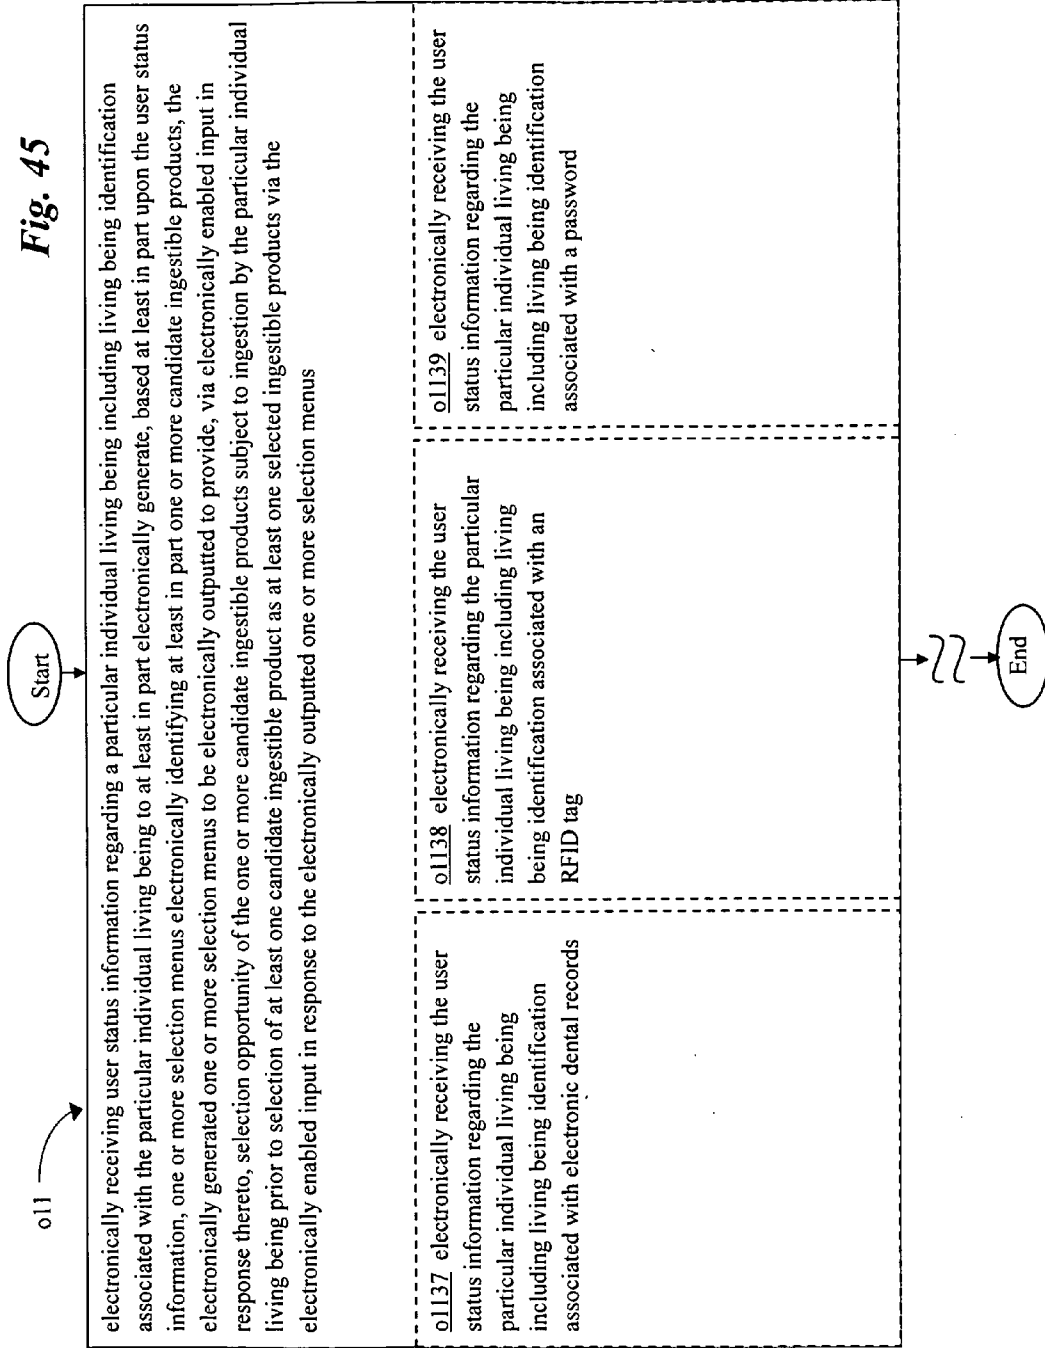 Fig. 45
Start
o11
electronically receiving user status information regarding a particular individual living being including living being identification
associated with the particular individual living being to at least in part electronically generate, based at least in part upon the user status
information, one or more selection menus electronically identifying at least in part one or more candidate ingestible products, the
electronically generated one or more selection menus to be electronically outputted to provide, via electronically enabled input in
response thereto, selection opportunity of the one or more candidate ingestible products subject to ingestion by the particular individual
living being prior to selection of at least one candidate ingestible product as at least one selected ingestible products via the
electronically enabled input in response to the electronically outputted one or more selection menus
o1137 electronically receiving the user
status information regarding the
particular individual living being
including living being identification
associated with electronic dental records
o1138 electronically receiving the user
status information regarding the particular
individual living being including living
being identification associated with an
RFID tag
o1139 electronically receiving the user
status information regarding the
particular individual living being
including living being identification
associated with a password
End